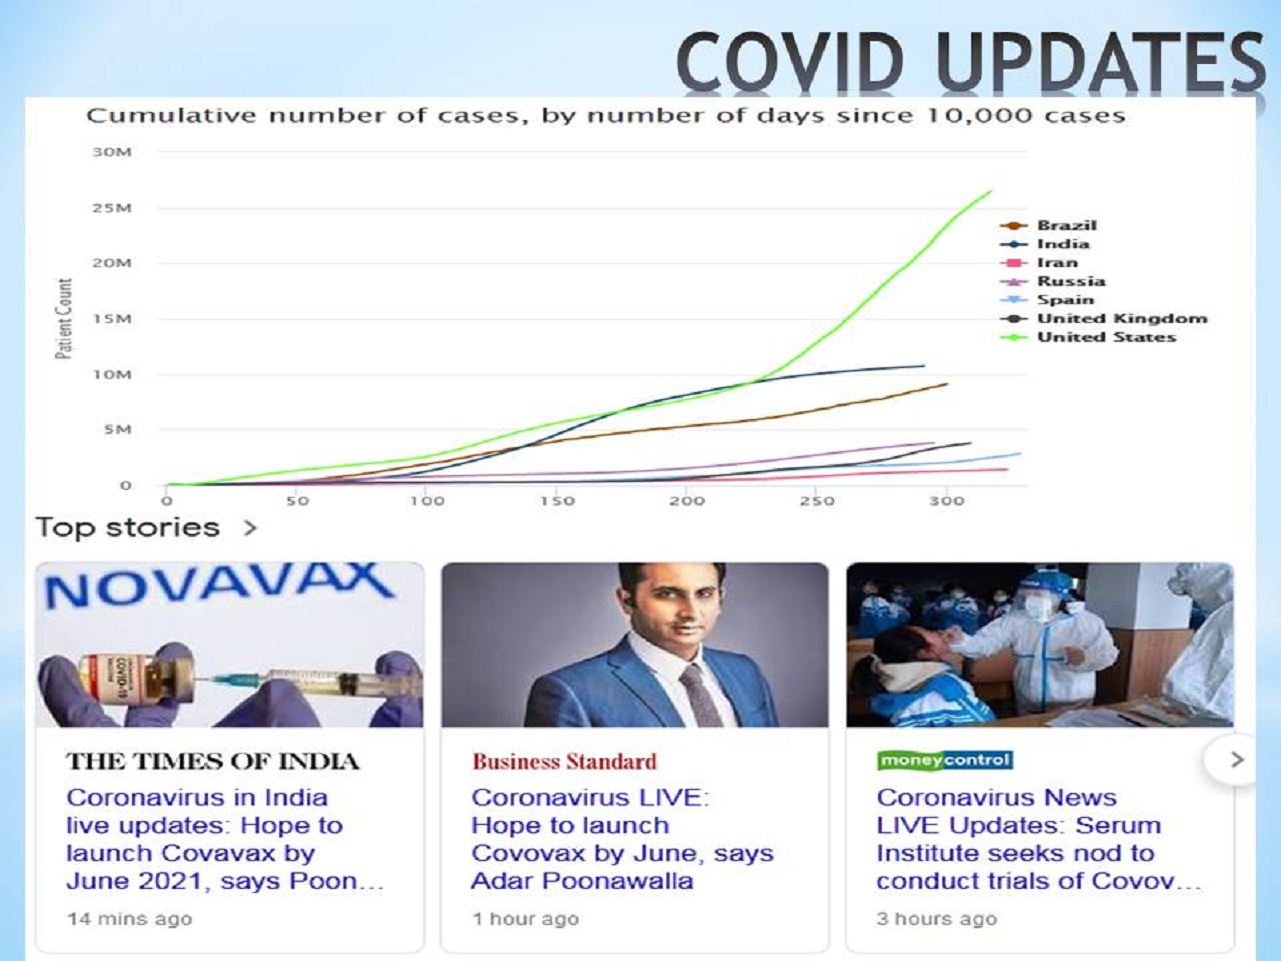 COVID UPDATES
Cumulative number of cases, by number of days since 10,000 cases
30M
25M
20M
15M
10M
5M
0
Patient Count
0 50 100 150 200 250 300
Brazil
India
Iran
Russia
Spain
United Kingdom
United States
Top stories >
NOVAVAX
COVID-19
THE TIMES OF INDIA
Coronavirus in India
live updates: Hope to
launch Covavax by
June 2021, says Poon...
14 mins ago
Business Standard
Coronavirus LIVE:
Hope to launch
Covovax by June, says
Adar Poonawalla
1 hour ago
moneycontrol
Coronavirus News
LIVE Updates: Serum
Institute seeks nod to
conduct trials of Covov...
3 hours ago